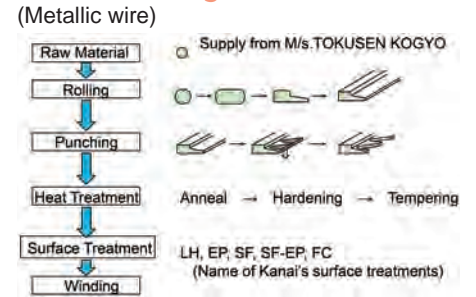 (Metallic wire)
Raw Material
Supply from M/s.TOKUSEN KOGYO
Rolling
Punching
Heat Treatment
Anneal → Hardening → Tempering
Surface Treatment
LH, EP, SF, SF-EP, FC
(Name of Kanai's surface treatments)
Winding